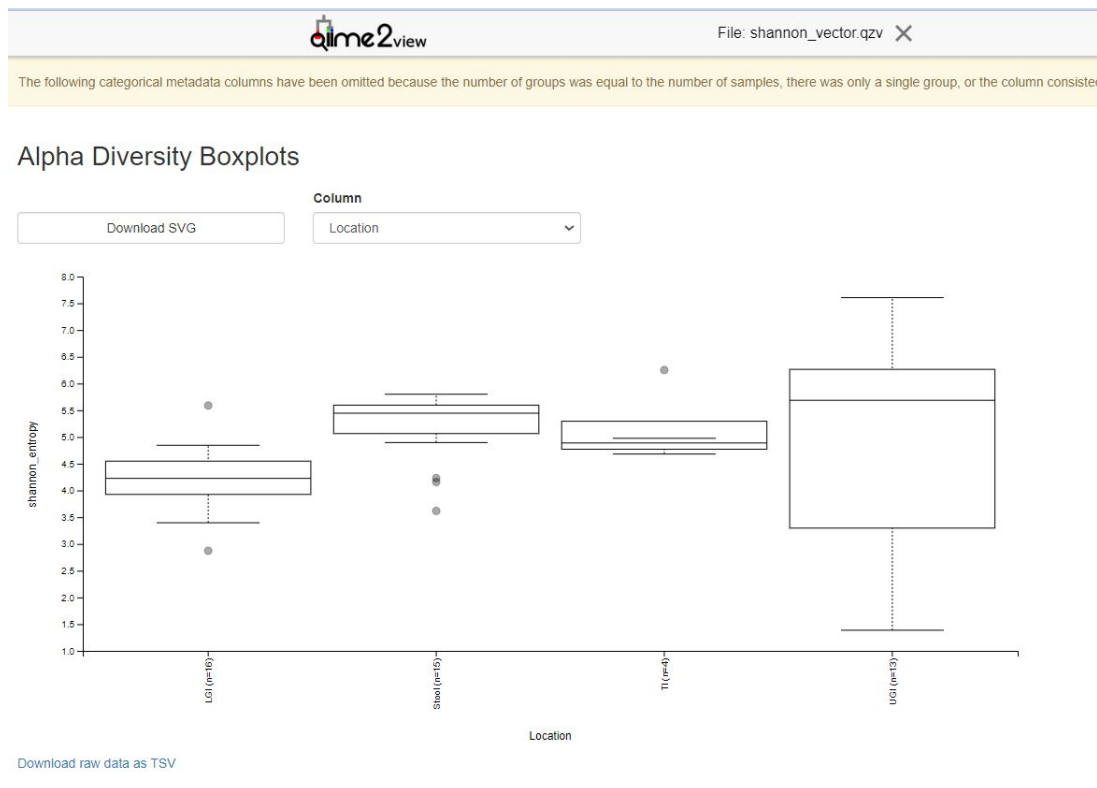 qiime2view
File: shannon_vector.qzv
The following categorical metadata columns have been omitted because the number of groups was equal to the number of samples, there was only a single group, or the column consiste
Alpha Diversity Boxplots
Column
Download SVG
Location
8.0
7.5
7.0
6.5
6.0
5.5
5.0
4.5
4.0
3.5
3.0
2.5
2.0
1.5
1.0
shannon_entropy
LGI (n=16)
Stool (n=15)
TI (n=4)
UGI (n=13)
Location
Download raw data as TSV